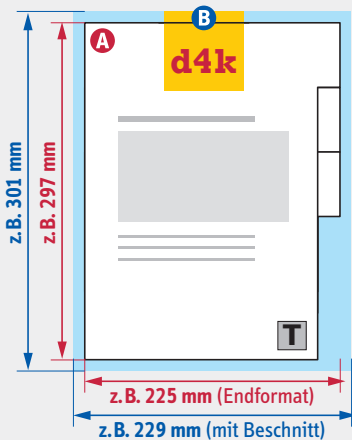 B
A
d4k
z.B. 301 mm
z.B. 297 mm
T
z.B. 225 mm (Endformat)
z.B. 229 mm (mit Beschnitt)